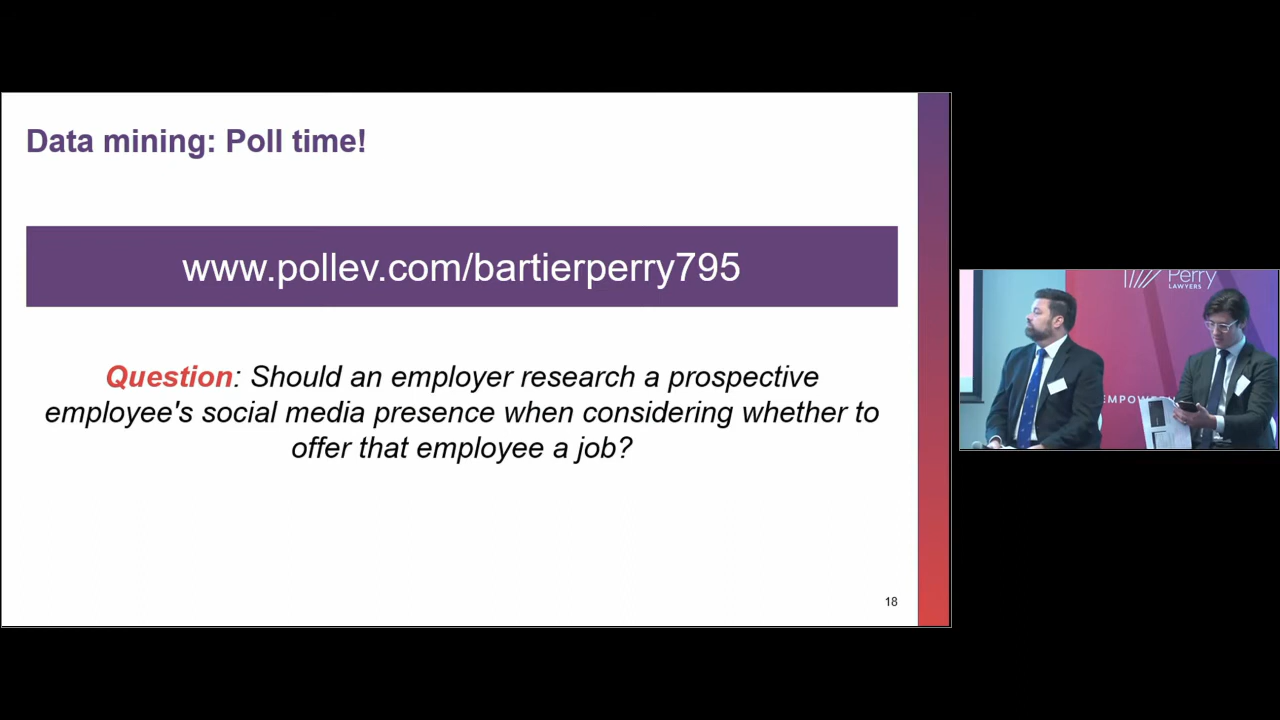 Data mining: Poll time!
www.pollev.com/bartierperry795
Question: Should an employer research a prospective
employee's social media presence when considering whether to
offer that employee a job?
18
Perry
LAWYERS